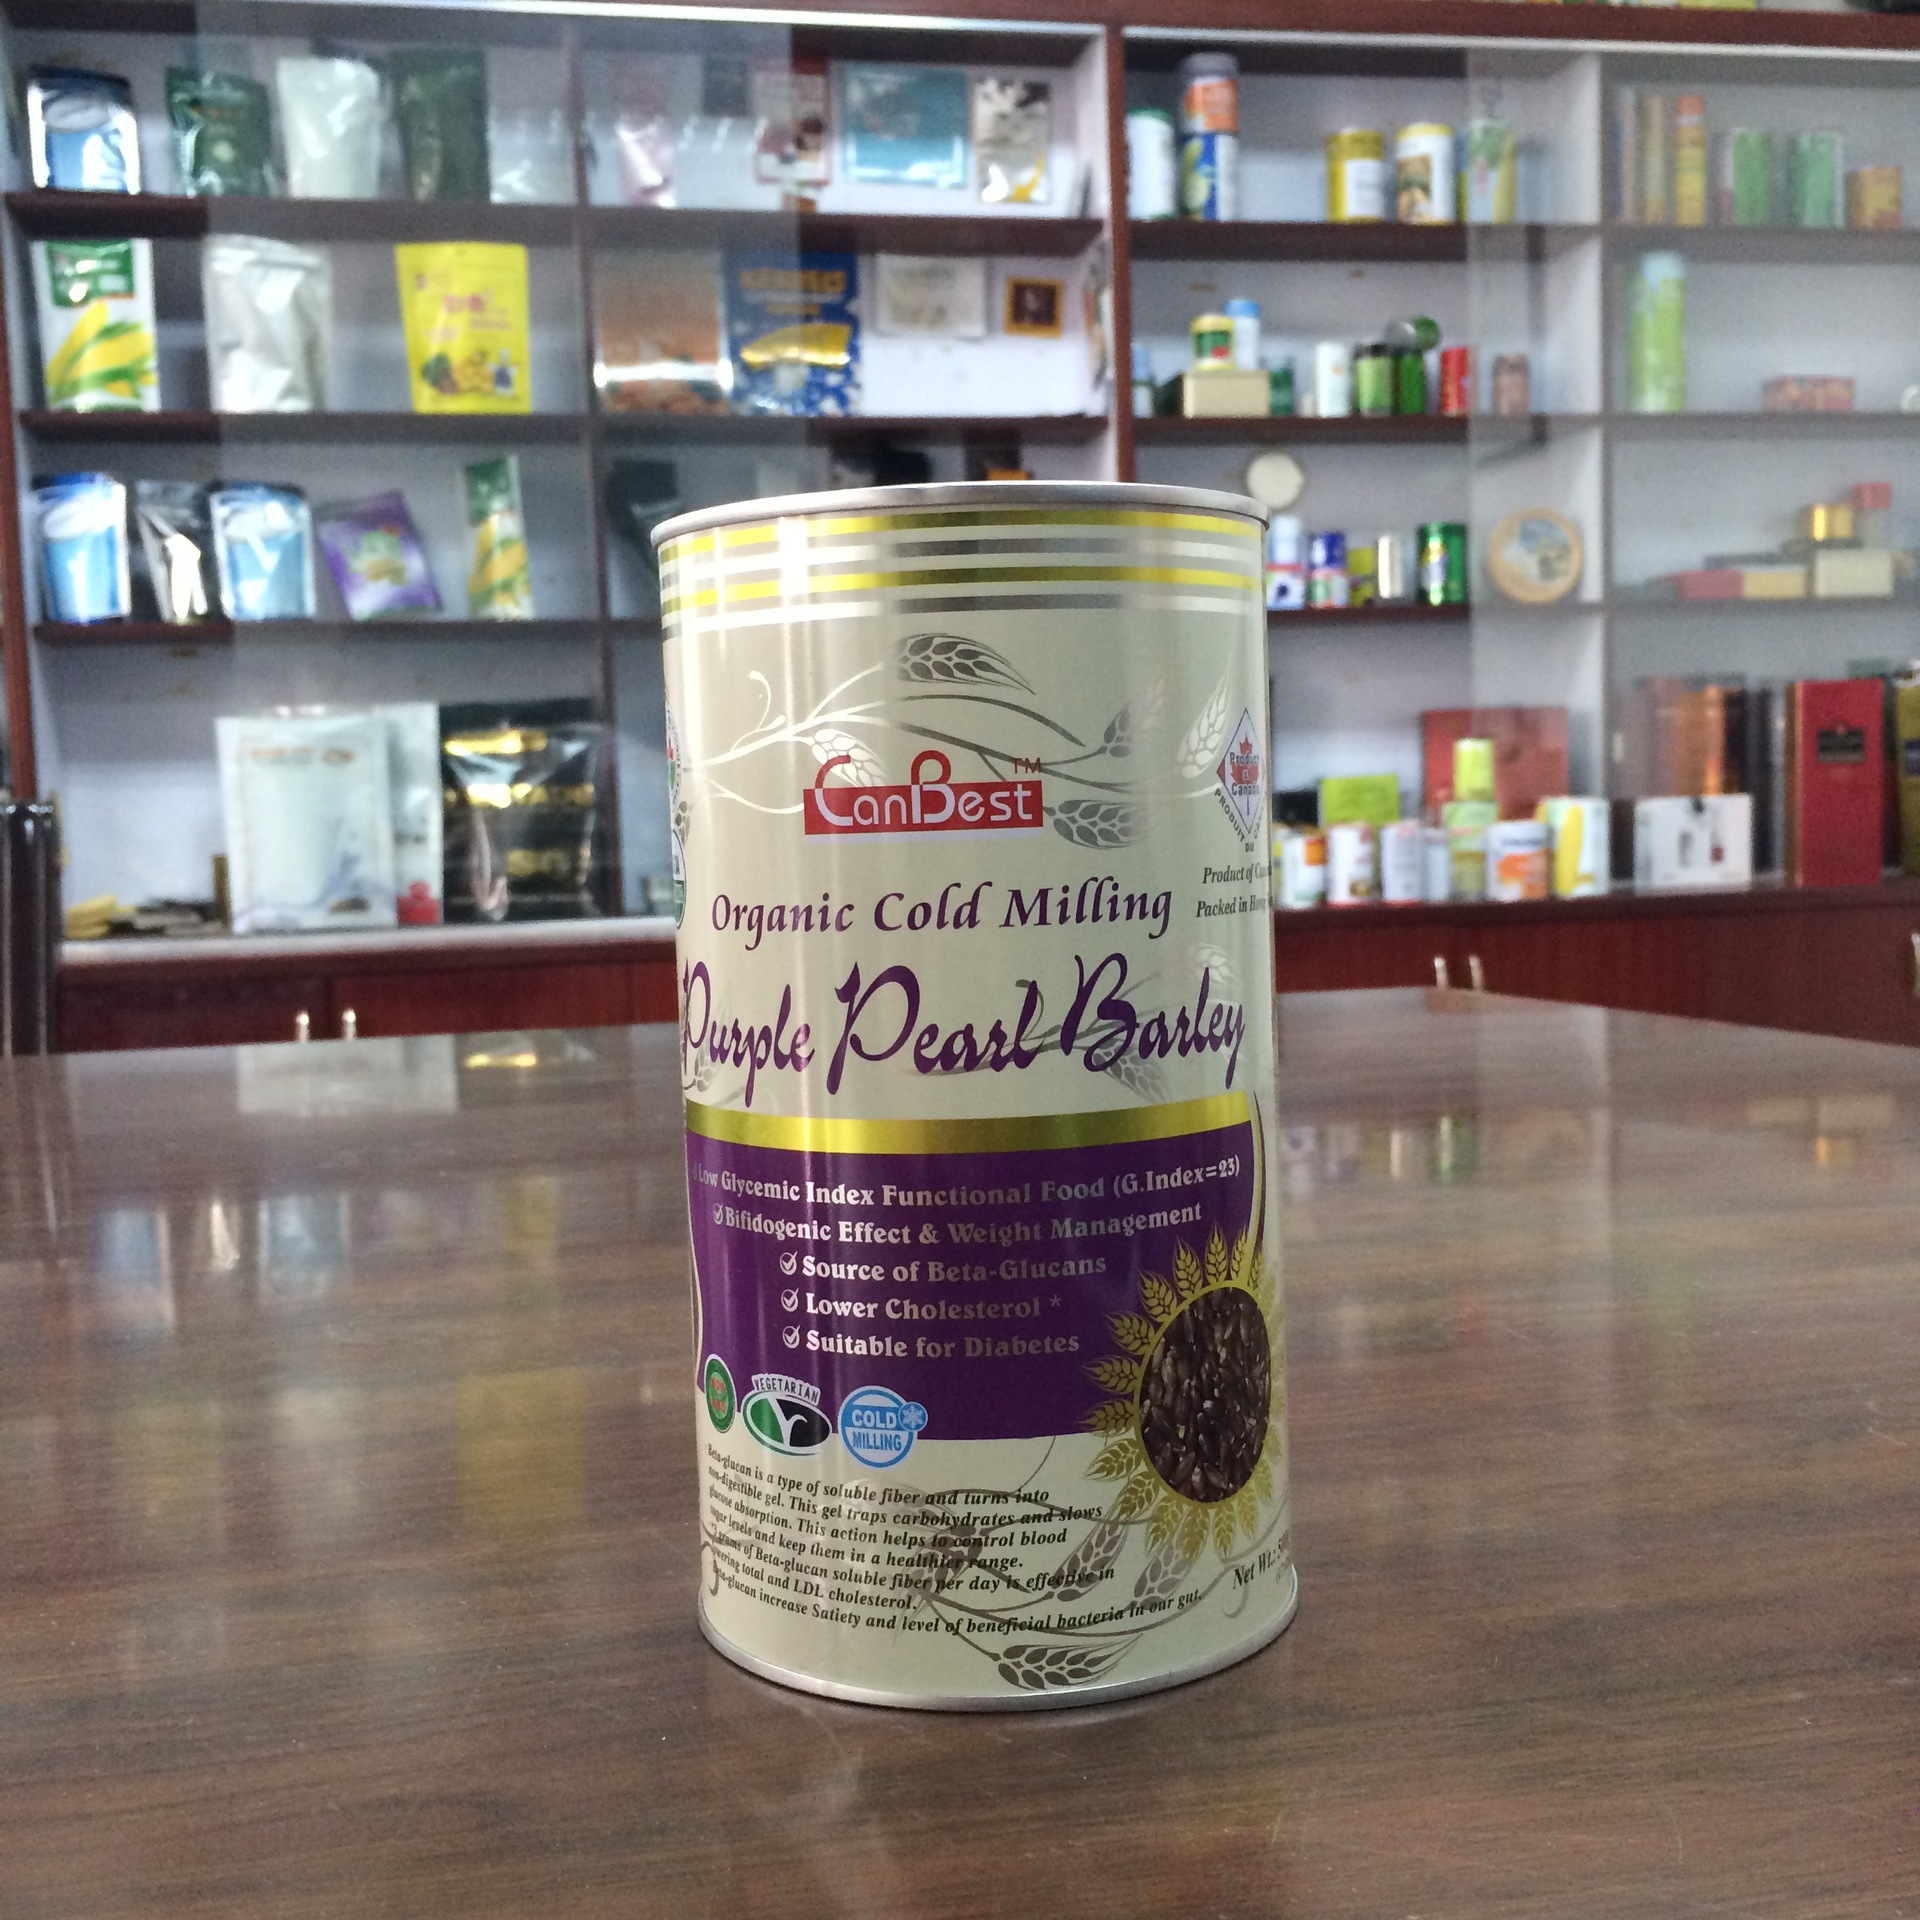 CanBest™
Product of Canada
PRODUIT DU
Product of
Packed in
Organic Cold Milling
Purple Pearl Barley
Low Glycemic Index Functional Food (G.Index=23)
Bifidogenic Effect & Weight Management
Source of Beta-Glucans
Lower Cholesterol *
Suitable for Diabetes
VEGETARIAN
COLD
MILLING
Beta-glucan is a type of soluble fiber and turns into
non-digestible gel. This gel traps carbohydrates and slows
glucose absorption. This action helps to control blood
sugar levels and keep them in a healthier range.
grams of Beta-glucan soluble fiber per day is effective in
lowering total and LDL cholesterol.
Beta-glucan increase Satiety and level of beneficial bacteria in our gut.
Net Wt.: